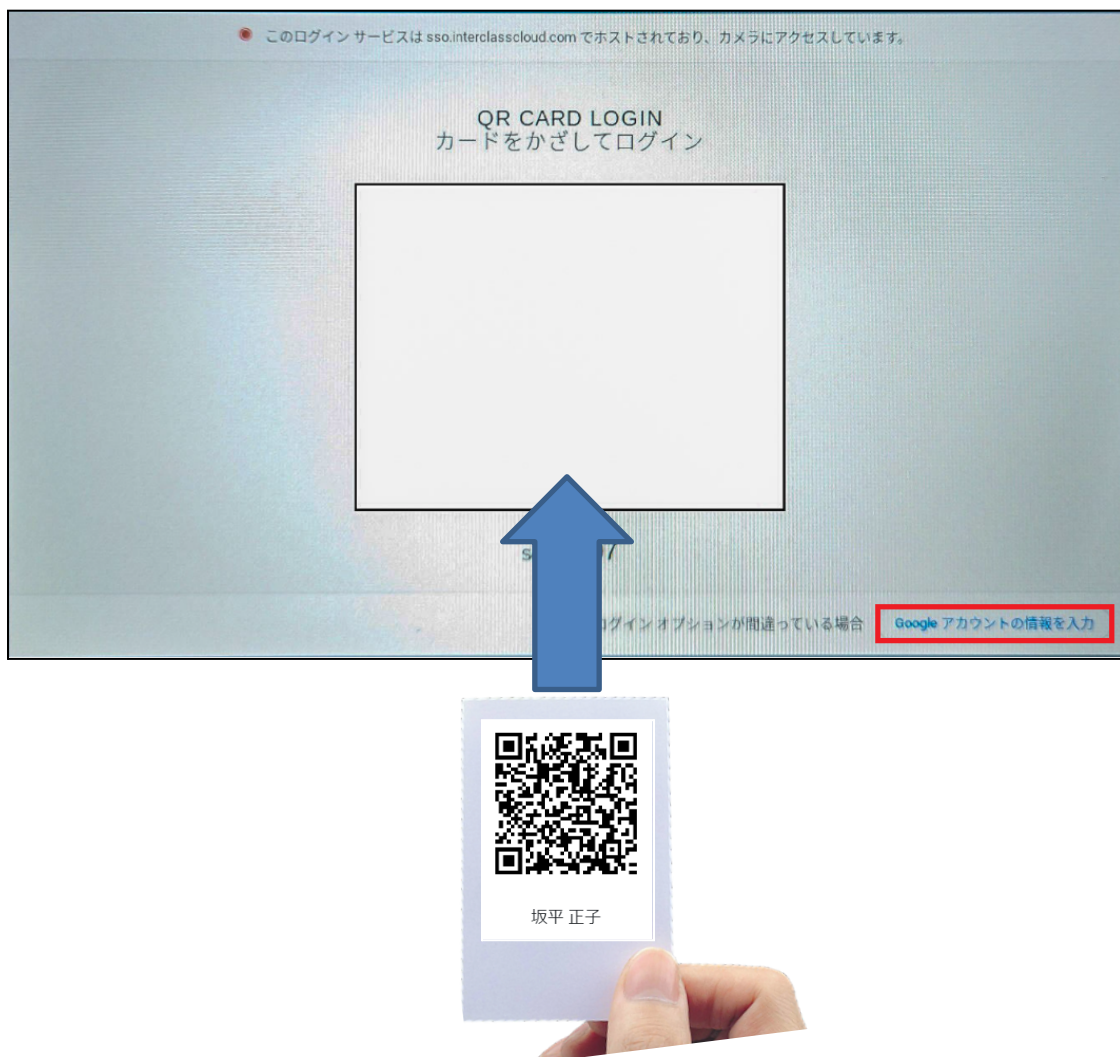 このログイン サービスは sso.interclasscloud.com でホストされており、カメラにアクセスしています。
QR CARD LOGIN
カードをかざしてログイン
オプションが間違っている場合
Google アカウントの情報を入力
坂平 正子